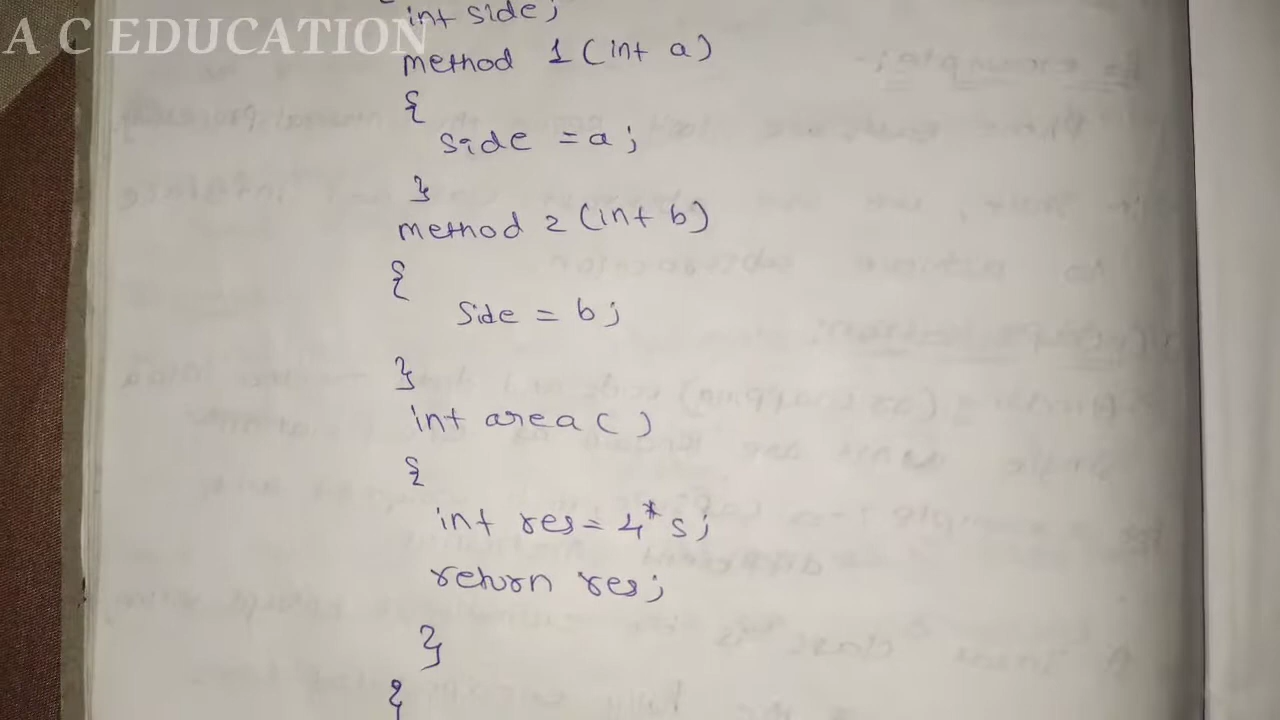 int side;
A C EDUCATION
method 1 (int a)
{
side = a;
}
method 2 (int b)
{
side = b;
}
int area ( )
{
int res = 4* s;
return res;
}
{